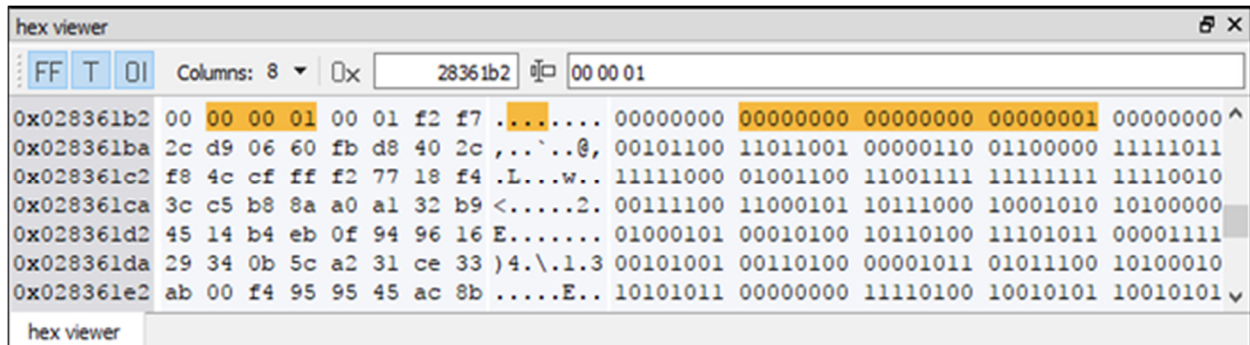 hex viewer
FF T 01 Columns: 8 0x 28361b2 00 00 01
0x028361b2 00 00 00 01 00 01 f2 f7 ........ 00000000 00000000 00000000 00000001 00000000
0x028361ba 2c d9 06 60 fb d8 40 2c ,..`..@, 00101100 11011001 00000110 01100000 11111011
0x028361c2 f8 4c cf ff f2 77 18 f4 .L...w.. 11111000 01001100 11001111 11111111 11110010
0x028361ca 3c c5 b8 8a a0 a1 32 b9 <.....2. 00111100 11000101 10111000 10001010 10100000
0x028361d2 45 14 b4 eb 0f 94 96 16 E....... 01000101 00010100 10110100 11101011 00001111
0x028361da 29 34 0b 5c a2 31 ce 33 )4.\.1.3 00101001 00110100 00001011 01011100 10100010
0x028361e2 ab 00 f4 95 95 45 ac 8b .....E.. 10101011 00000000 11110100 10010101 10010101
hex viewer